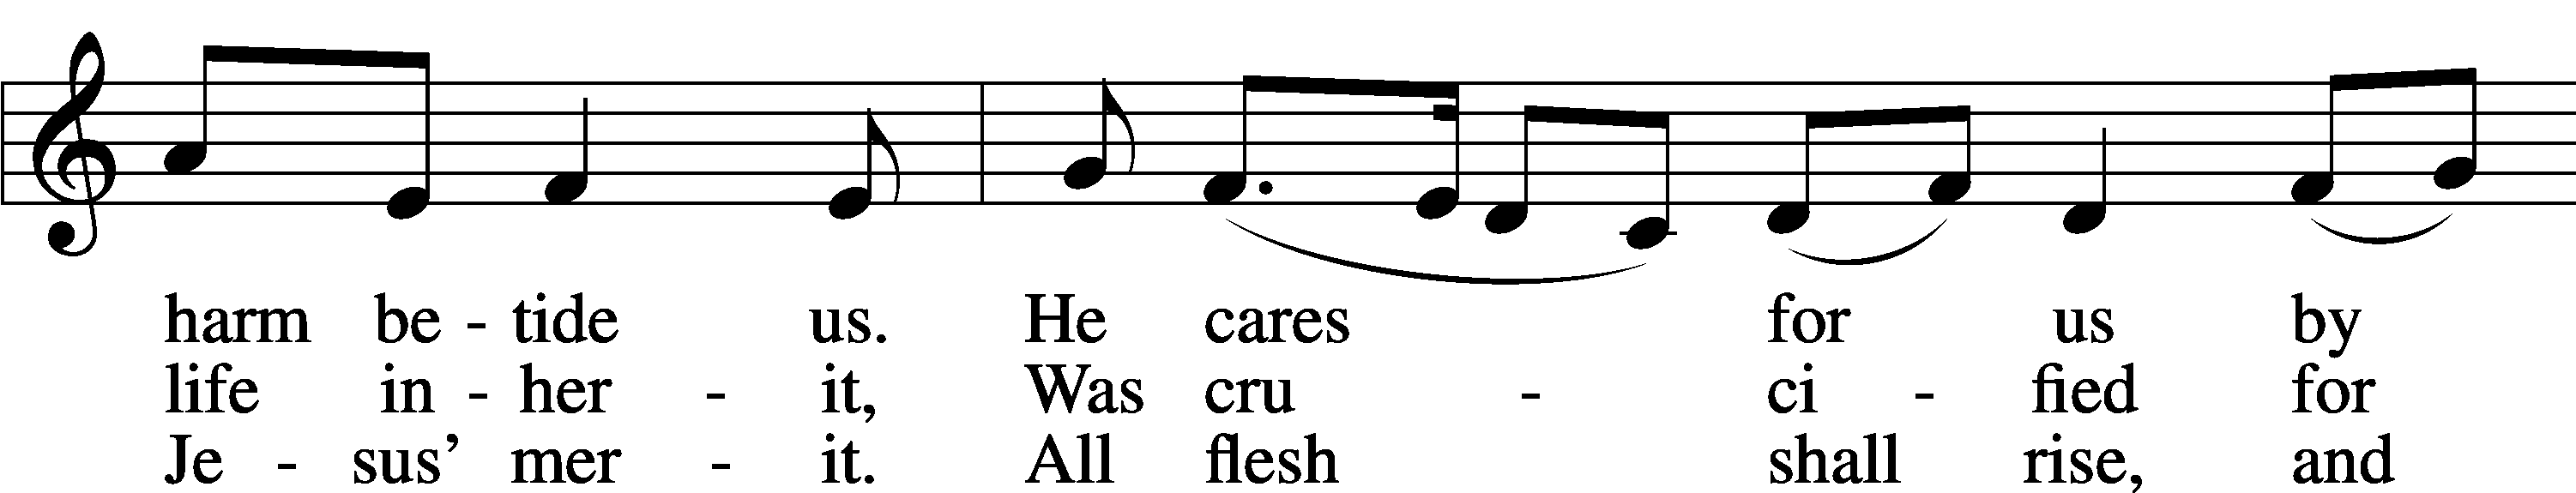 harm be - tide us. He cares for us by
life in - her - it, Was cru - ci - fied for
Je - sus’ mer - it. All flesh shall rise, and